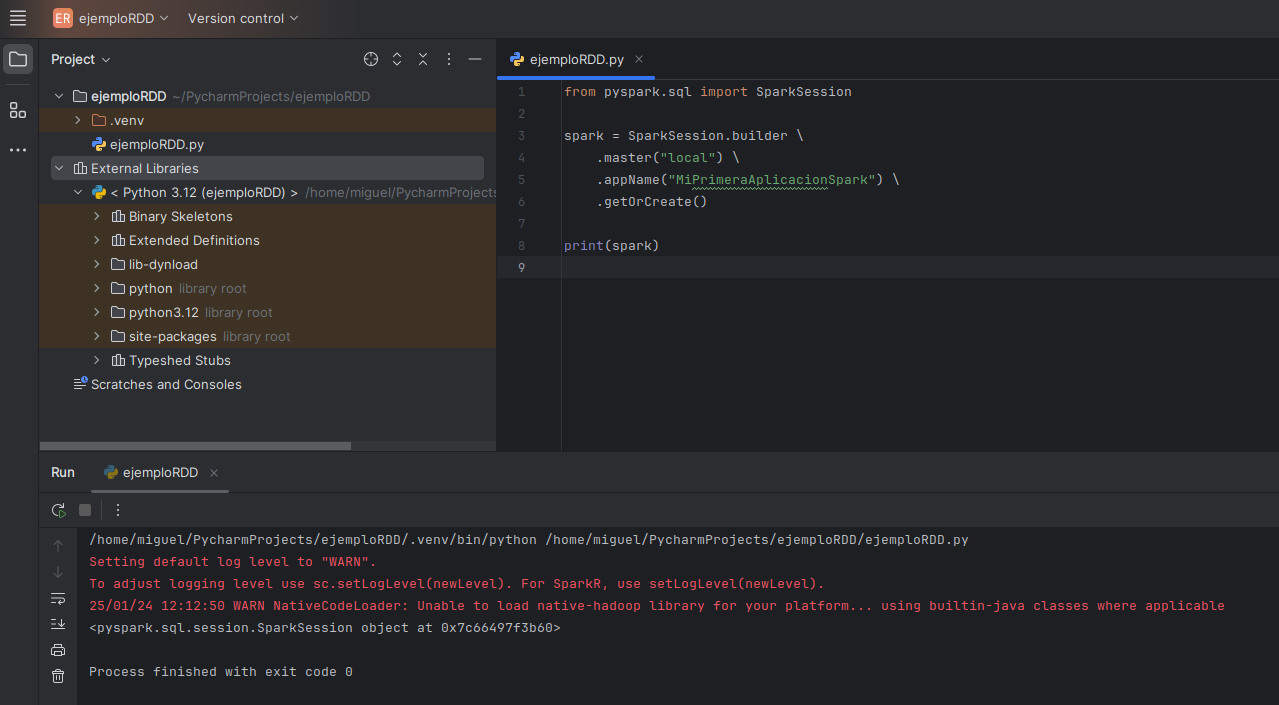 ER ejemploRDD Version control
Project
ejemploRDD ~/PycharmProjects/ejemploRDD
.venv
ejemploRDD.py
External Libraries
< Python 3.12 (ejemploRDD) > /home/miguel/PycharmProjects
Binary Skeletons
Extended Definitions
lib-dynload
python library root
python3.12 library root
site-packages library root
Typeshed Stubs
Scratches and Consoles
ejemploRDD.py
1 from pyspark.sql import SparkSession
2
3 spark = SparkSession.builder \
4 .master("local") \
5 .appName("MiPrimeraAplicacionSpark") \
6 .getOrCreate()
7
8 print(spark)
9
Run ejemploRDD
/home/miguel/PycharmProjects/ejemploRDD/.venv/bin/python /home/miguel/PycharmProjects/ejemploRDD/ejemploRDD.py
Setting default log level to "WARN".
To adjust logging level use sc.setLogLevel(newLevel). For SparkR, use setLogLevel(newLevel).
25/01/24 12:12:50 WARN NativeCodeLoader: Unable to load native-hadoop library for your platform... using builtin-java classes where applicable
<pyspark.sql.session.SparkSession object at 0x7c66497f3b60>
Process finished with exit code 0